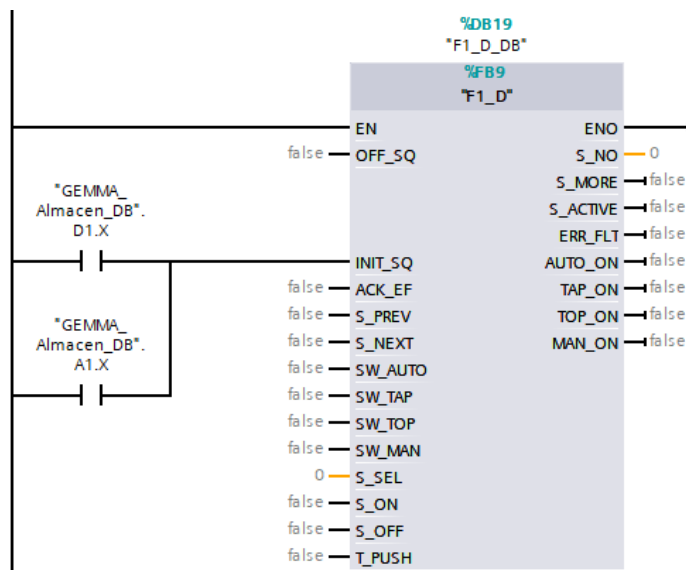 %DB19
"F1_D_DB"
%FB9
"F1_D"
EN ENO
false OFF_SQ S_NO 0
S_MORE false
"GEMMA_
Almacen_DB".
D1.X
S_ACTIVE false
ERR_FLT false
INIT_SQ AUTO_ON false
false ACK_EF TAP_ON false
"GEMMA_
Almacen_DB".
A1.X
false S_PREV TOP_ON false
false S_NEXT MAN_ON false
false SW_AUTO
false SW_TAP
false SW_TOP
false SW_MAN
0 S_SEL
false S_ON
false S_OFF
false T_PUSH